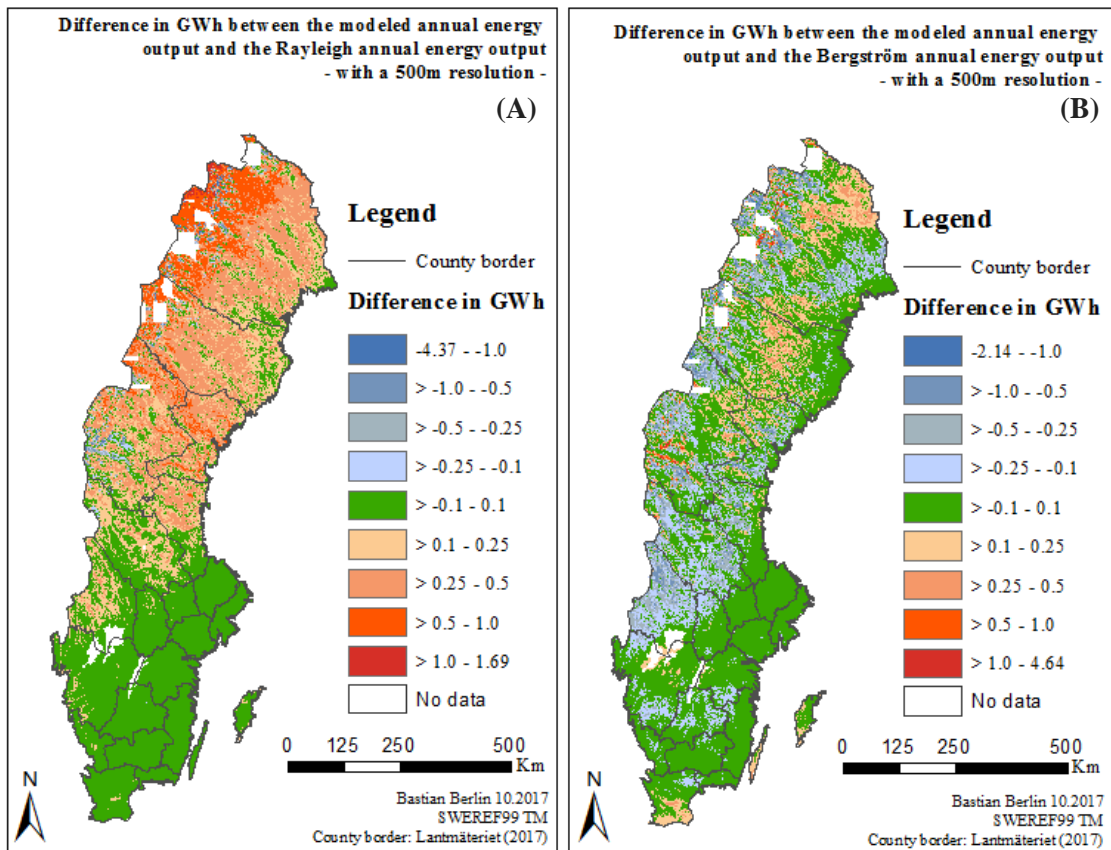 Difference in GWh between the modeled annual energy
output and the Rayleigh annual energy output
- with a 500m resolution -
(A)
Legend
County border
Difference in GWh
-4.37 - -1.0
> -1.0 - -0.5
> -0.5 - -0.25
> -0.25 - -0.1
> -0.1 - 0.1
> 0.1 - 0.25
> 0.25 - 0.5
> 0.5 - 1.0
> 1.0 - 1.69
No data
0 125 250 500
Km
N
Bastian Berlin 10.2017
SWEREF99 TM
County border: Lantmäteriet (2017)
Difference in GWh between the modeled annual energy
output and the Bergström annual energy output
- with a 500m resolution -
(B)
Legend
County border
Difference in GWh
-2.14 - -1.0
> -1.0 - -0.5
> -0.5 - -0.25
> -0.25 - -0.1
> -0.1 - 0.1
> 0.1 - 0.25
> 0.25 - 0.5
> 0.5 - 1.0
> 1.0 - 4.64
No data
0 125 250 500
Km
N
Bastian Berlin 10.2017
SWEREF99 TM
County border: Lantmäteriet (2017)